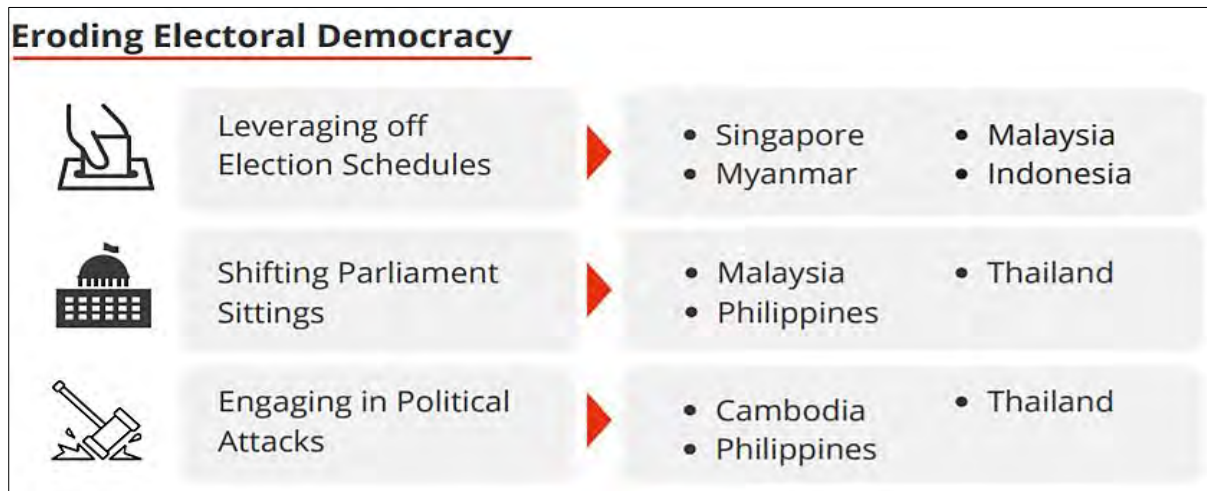 Eroding Electoral Democracy
Leveraging off
Election Schedules
• Singapore
• Myanmar
• Malaysia
• Indonesia
Shifting Parliament
Sittings
• Malaysia
• Philippines
• Thailand
Engaging in Political
Attacks
• Cambodia
• Philippines
• Thailand